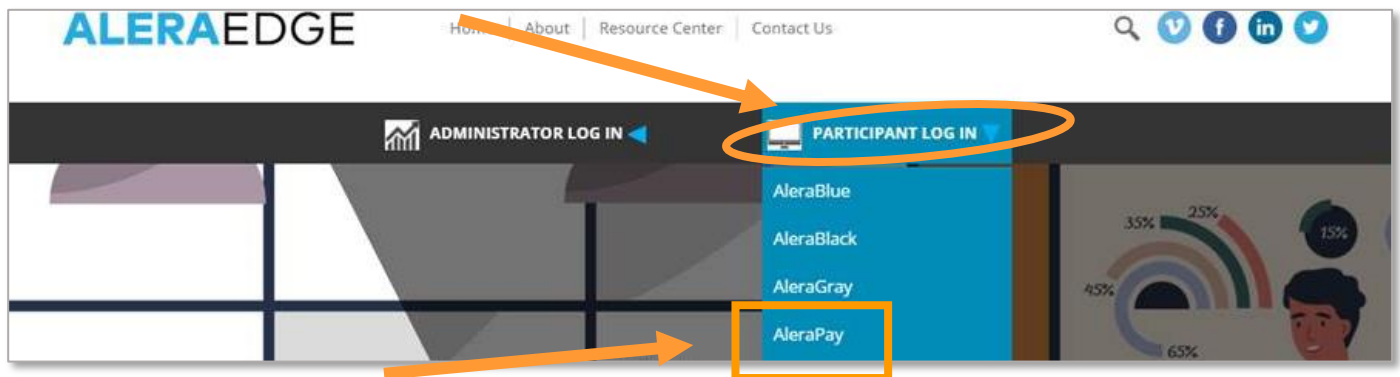 ALERAEDGE
Home | About | Resource Center | Contact Us
ADMINISTRATOR LOG IN
PARTICIPANT LOG IN
AleraBlue
AleraBlack
AleraGray
AleraPay
35%
25%
15%
45%
65%